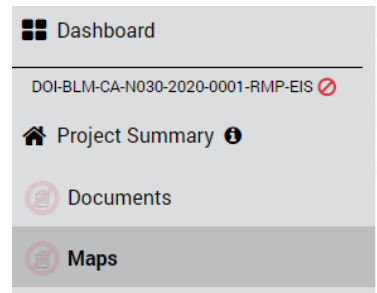 Dashboard
DOI-BLM-CA-N030-2020-0001-RMP-EIS
Project Summary
Documents
Maps